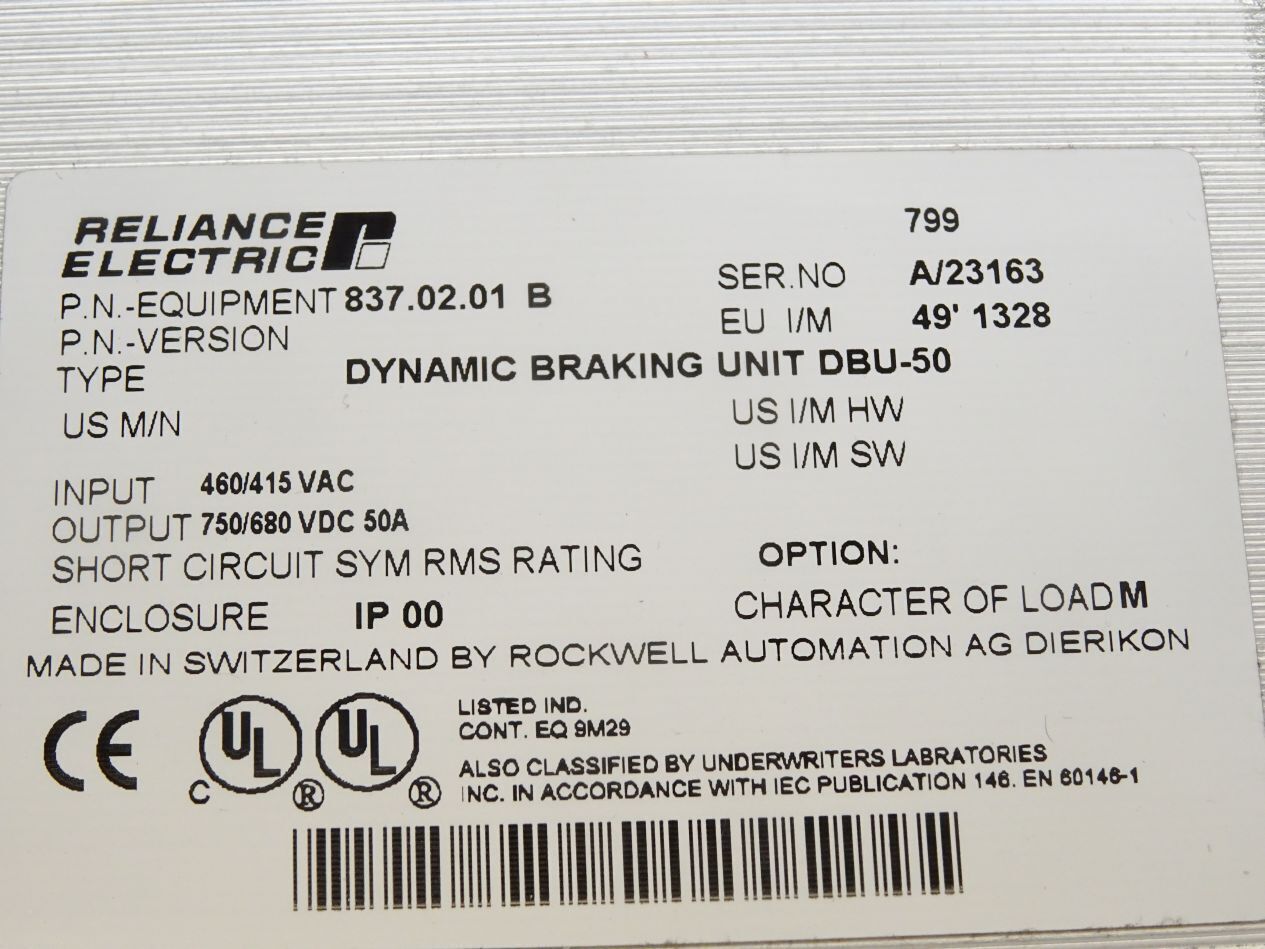 RELIANCE
ELECTRIC
799
P.N.-EQUIPMENT 837.02.01 B
SER.NO A/23163
P.N.-VERSION
EU I/M 49' 1328
TYPE DYNAMIC BRAKING UNIT DBU-50
US M/N
US I/M HW
US I/M SW
INPUT 460/415 VAC
OUTPUT 750/680 VDC 50A
SHORT CIRCUIT SYM RMS RATING
OPTION:
ENCLOSURE IP 00
CHARACTER OF LOAD M
MADE IN SWITZERLAND BY ROCKWELL AUTOMATION AG DIERIKON
CE
C UL ®
UL ®
LISTED IND.
CONT. EQ 9M29
ALSO CLASSIFIED BY UNDERWRITERS LABRATORIES
INC. IN ACCORDANCE WITH IEC PUBLICATION 146. EN 60146-1